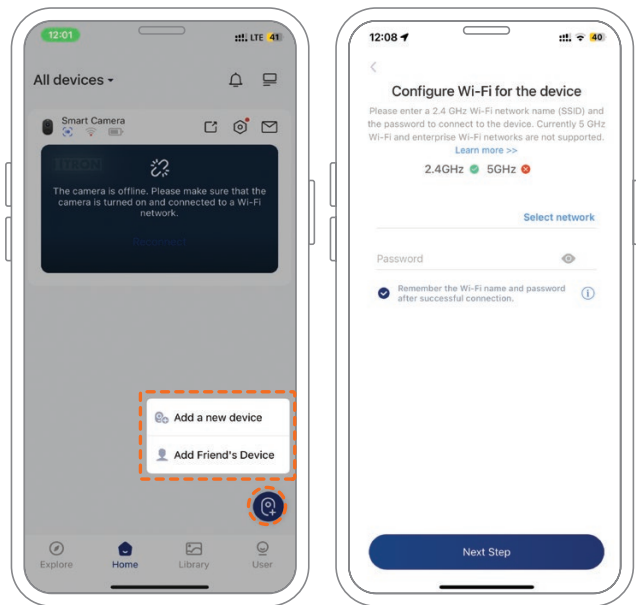 12:01
LTE 41
All devices
Smart Camera
The camera is offline. Please make sure that the
camera is turned on and connected to a Wi-Fi
network.
Reconnect
Add a new device
Add Friend's Device
Explore
Home
Library
User
12:08
40
Configure Wi-Fi for the device
Please enter a 2.4 GHz Wi-Fi network name (SSID) and
the password to connect to the device. Currently 5 GHz
Wi-Fi and enterprise Wi-Fi networks are not supported.
Learn more >>
2.4GHz 5GHz
Select network
Password
Remember the Wi-Fi name and password
after successful connection.
Next Step